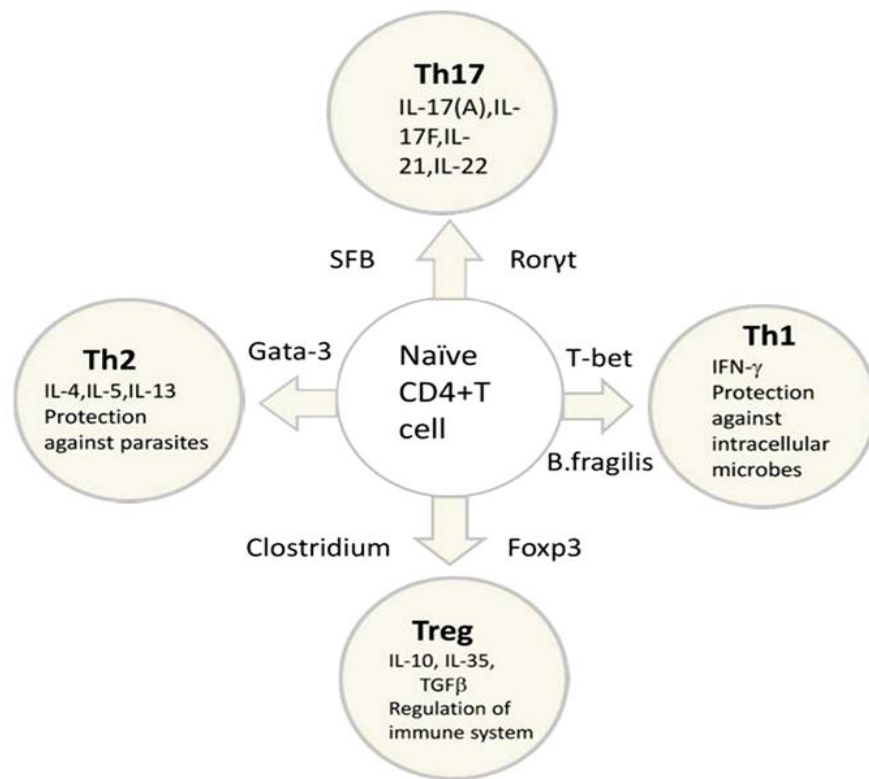 Th17
IL-17(A),IL-
17F,IL-
21,IL-22
SFB
Rorγt
Th2
IL-4,IL-5,IL-13
Protection
against parasites
Gata-3
Naïve
CD4+T
cell
T-bet
B.fragilis
Th1
IFN-γ
Protection
against
intracellular
microbes
Clostridium
Foxp3
Treg
IL-10, IL-35,
TGFβ
Regulation of
immune system